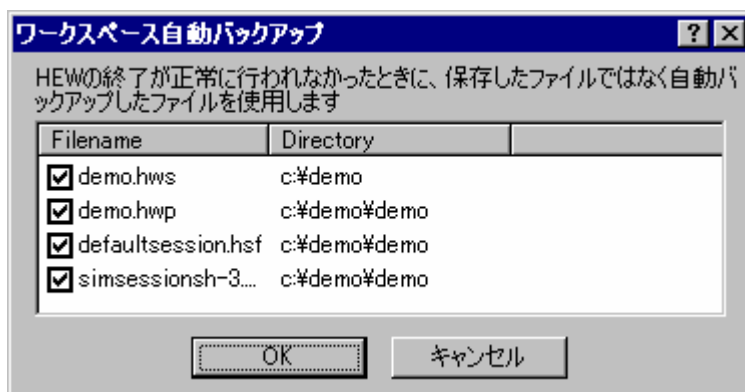 ワークスペース自動バックアップ
HEWの終了が正常に行われなかったときに、保存したファイルではなく自動バ
ックアップしたファイルを使用します
Filename Directory
demo.hws c:¥demo
demo.hwp c:¥demo¥demo
defaultsession.hsf c:¥demo¥demo
simsessionsh-3.... c:¥demo¥demo
OK キャンセル